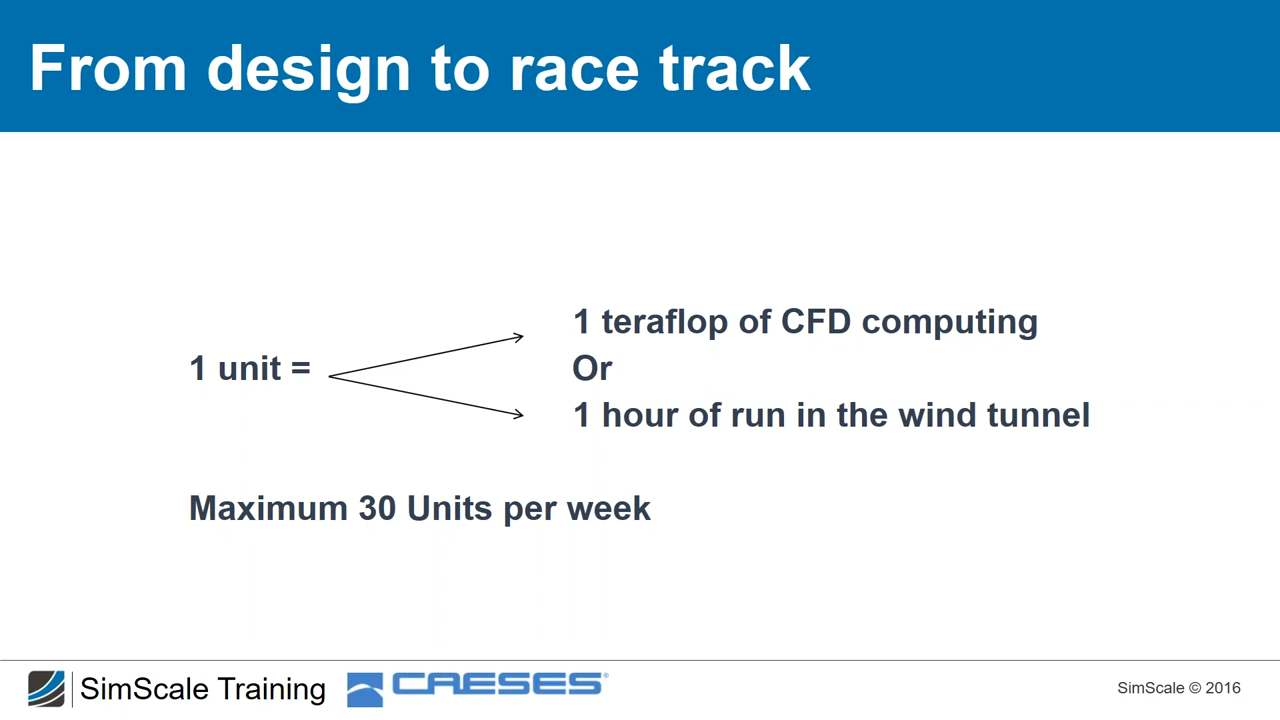 From design to race track
1 teraflop of CFD computing
1 unit =
Or
1 hour of run in the wind tunnel
Maximum 30 Units per week
SimScale Training
CAESES®
SimScale © 2016